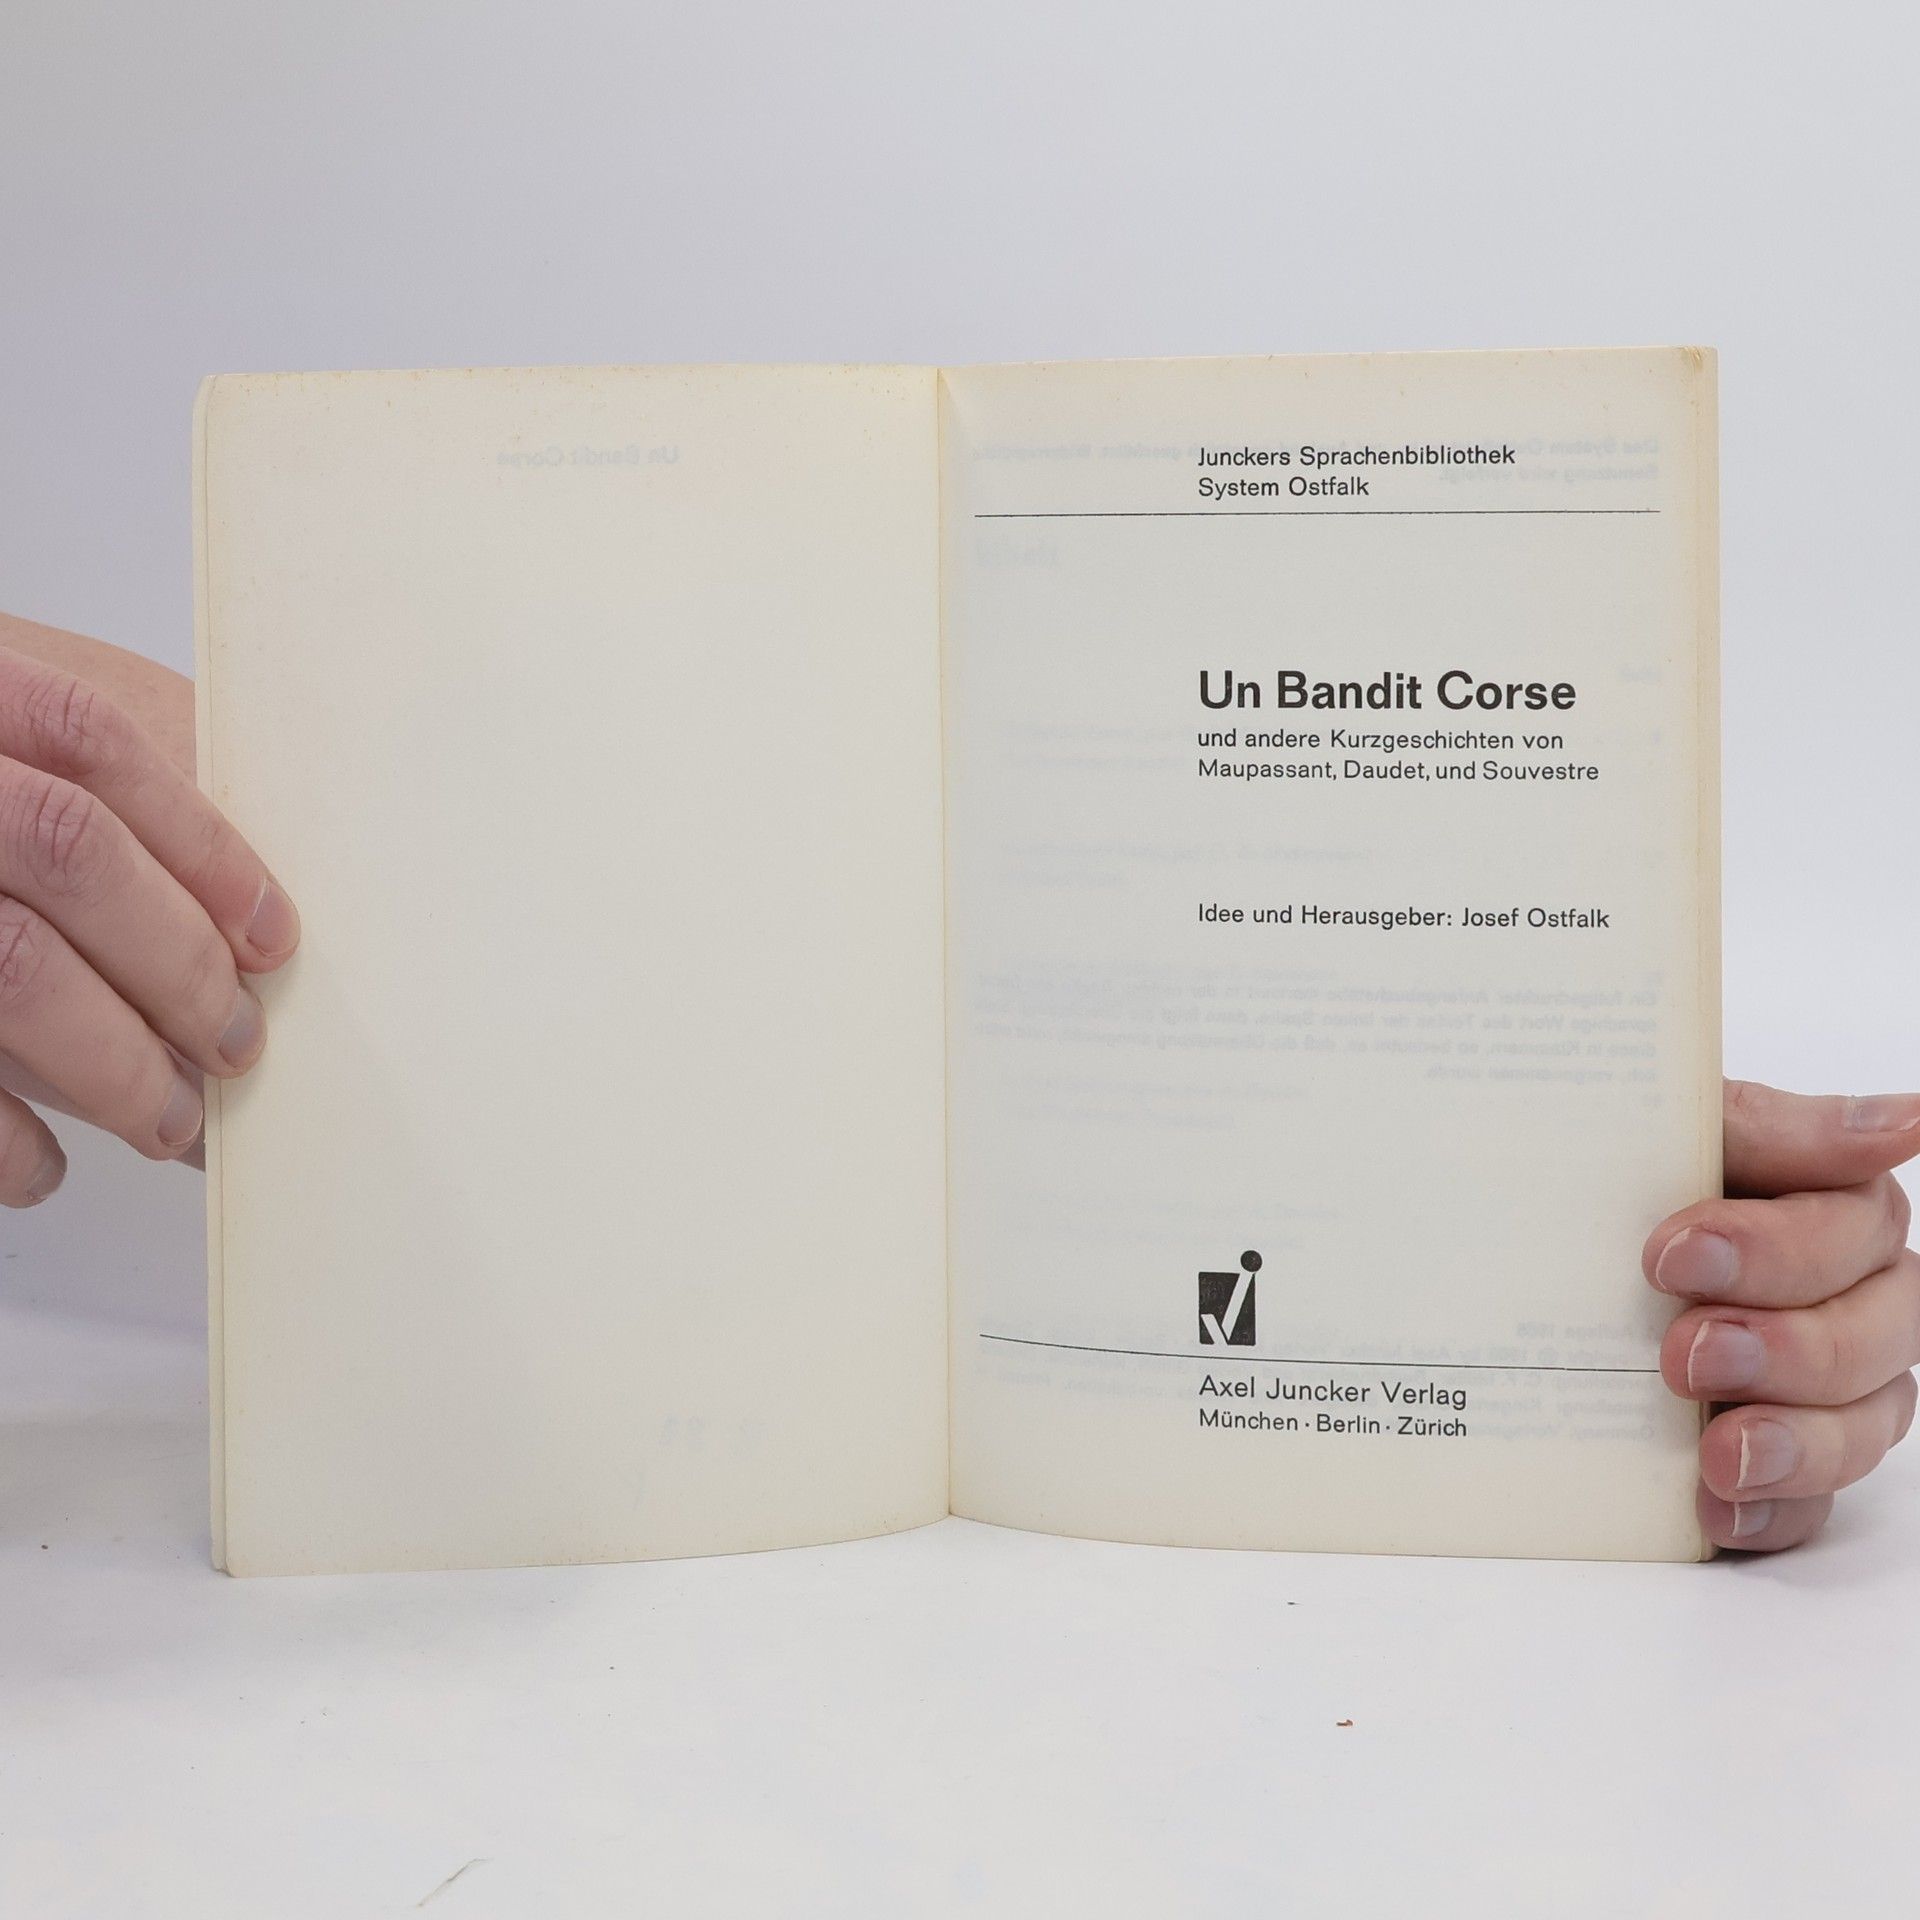 Junckers Sprachenbibliothek
System Ostfalk
Un Bandit Corse
und andere Kurzgeschichten von
Maupassant, Daudet, und Souvestre
Idee und Herausgeber: Josef Ostfalk
Axel Juncker Verlag
München · Berlin · Zürich